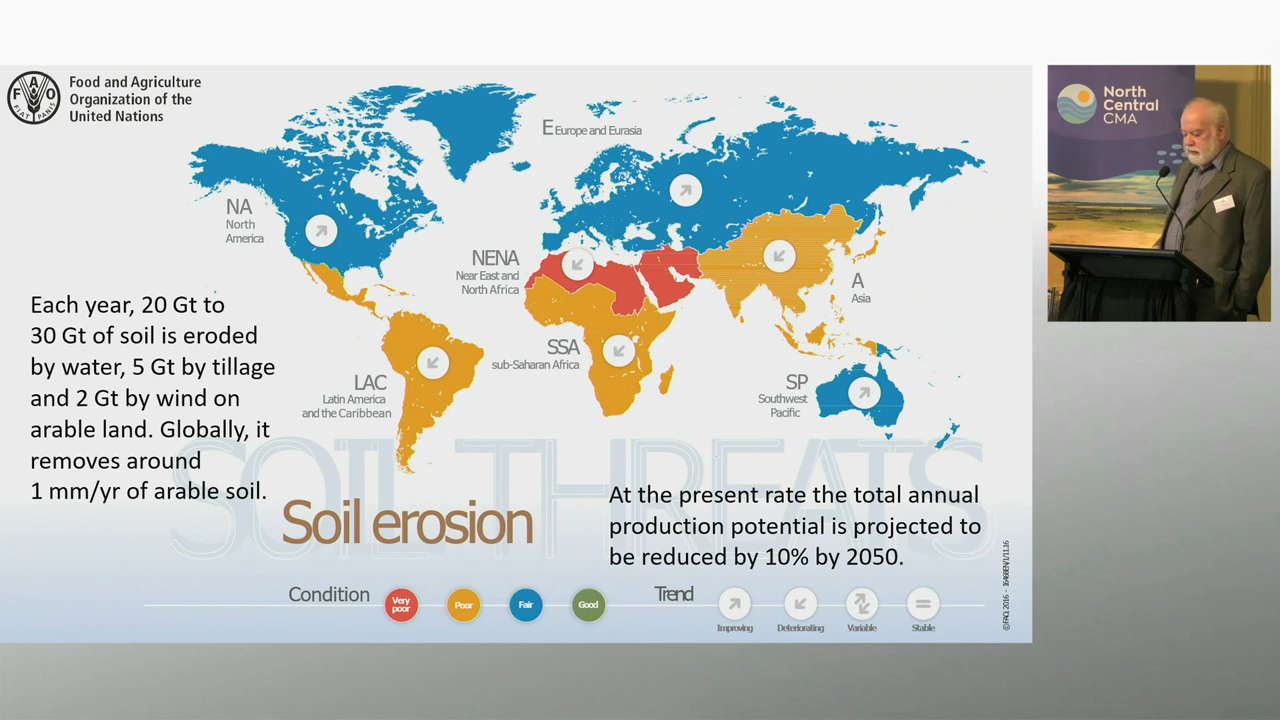 Food and Agriculture
Organization of the
United Nations
F A O
FIAT PANIS
E Europe and Eurasia
NA
North
America
NENA
Near East and
North Africa
A
Asia
SSA
sub-Saharan Africa
LAC
Latin America
and the Caribbean
SP
Southwest
Pacific
Each year, 20 Gt to
30 Gt of soil is eroded
by water, 5 Gt by tillage
and 2 Gt by wind on
arable land. Globally, it
removes around
1 mm/yr of arable soil.
SOIL THREATS
Soil erosion
At the present rate the total annual
production potential is projected to
be reduced by 10% by 2050.
Condition
Very
poor
Poor
Fair
Good
Trend
Improving
Deteriorating
Variable
Stable
©FAO, 2016
North
Central
CMA